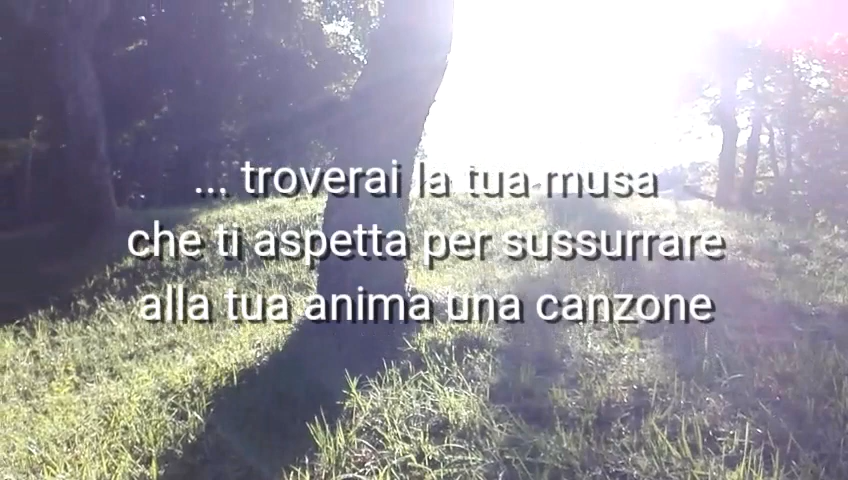 ... troverai la tua musa
che ti aspetta per sussurrare
alla tua anima una canzone